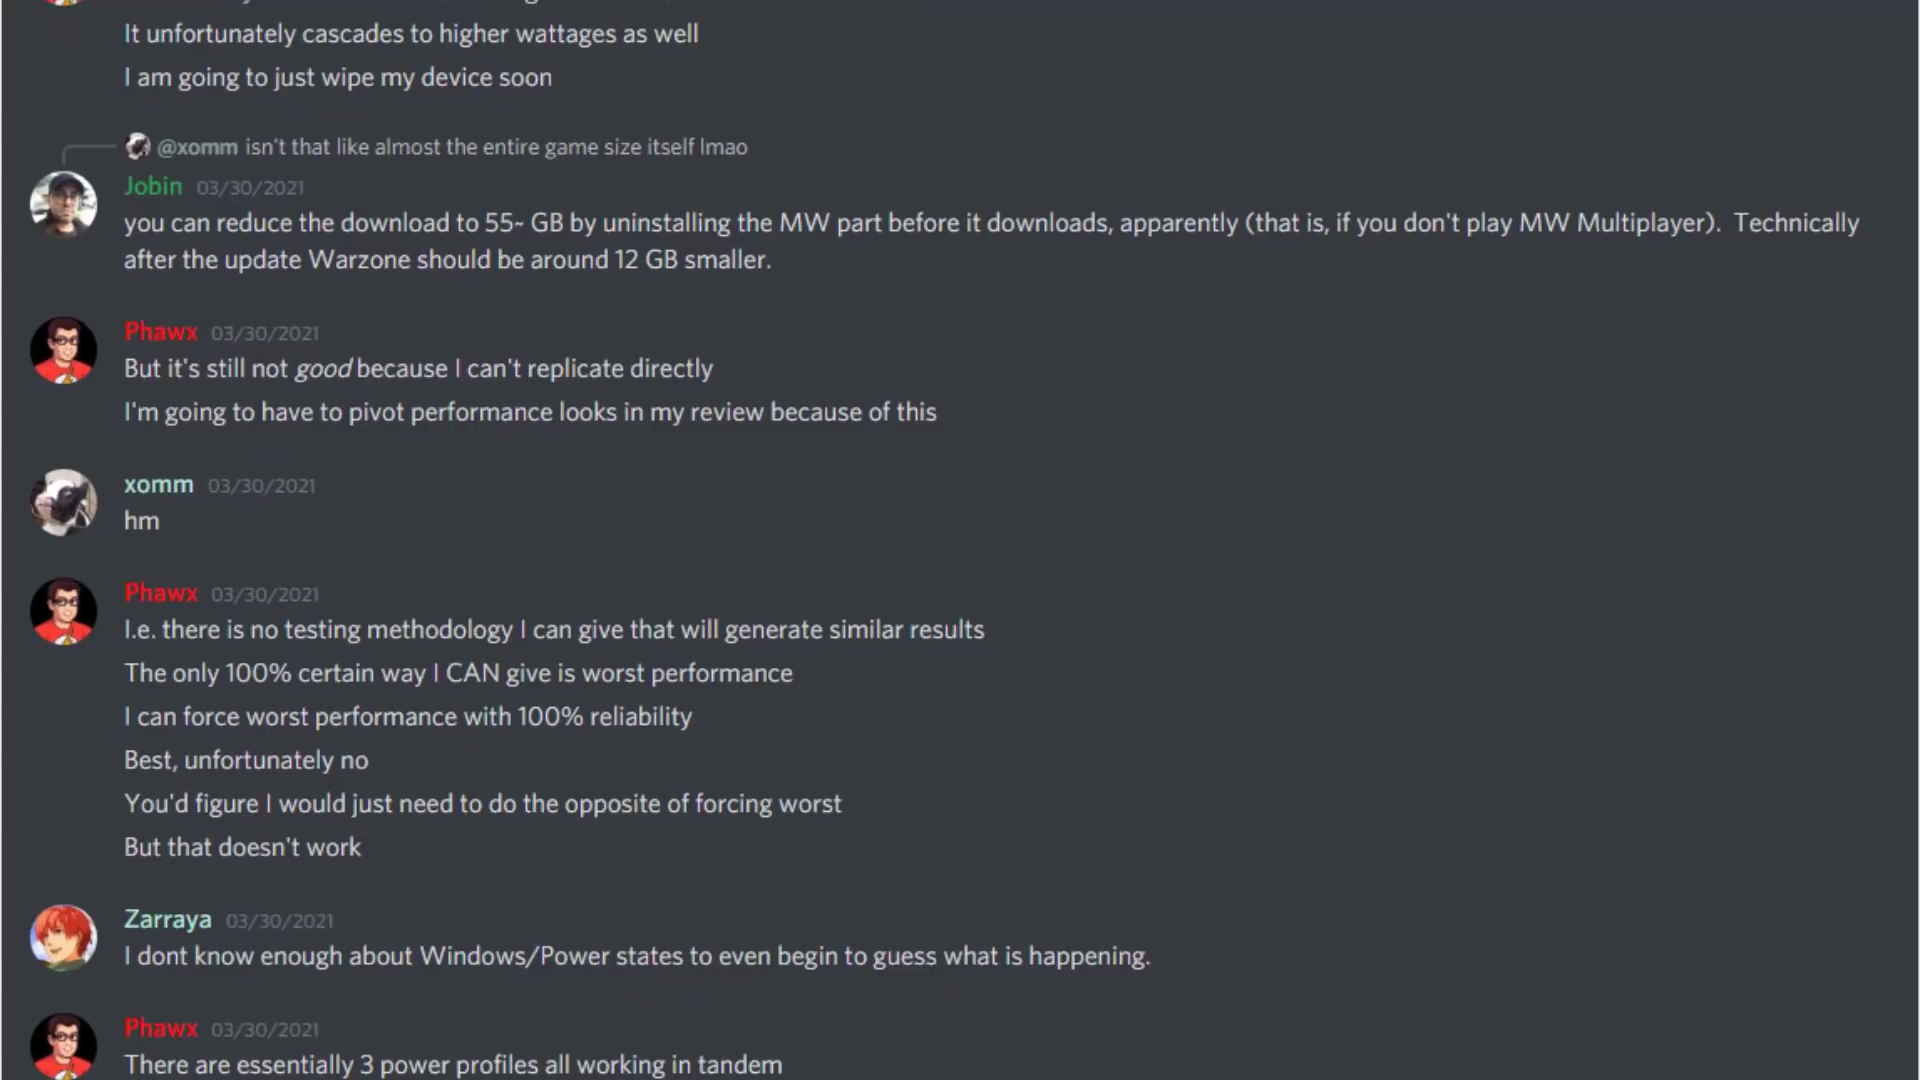 It unfortunately cascades to higher wattages as well
I am going to just wipe my device soon
@xomm isn't that like almost the entire game size itself lmao
Jobin 03/30/2021
you can reduce the download to 55~ GB by uninstalling the MW part before it downloads, apparently (that is, if you don't play MW Multiplayer).  Technically
after the update Warzone should be around 12 GB smaller.
Phawx 03/30/2021
But it's still not good because I can't replicate directly
I'm going to have to pivot performance looks in my review because of this
xomm 03/30/2021
hm
Phawx 03/30/2021
I.e. there is no testing methodology I can give that will generate similar results
The only 100% certain way I CAN give is worst performance
I can force worst performance with 100% reliability
Best, unfortunately no
You'd figure I would just need to do the opposite of forcing worst
But that doesn't work
Zarraya 03/30/2021
I dont know enough about Windows/Power states to even begin to guess what is happening.
Phawx 03/30/2021
There are essentially 3 power profiles all working in tandem